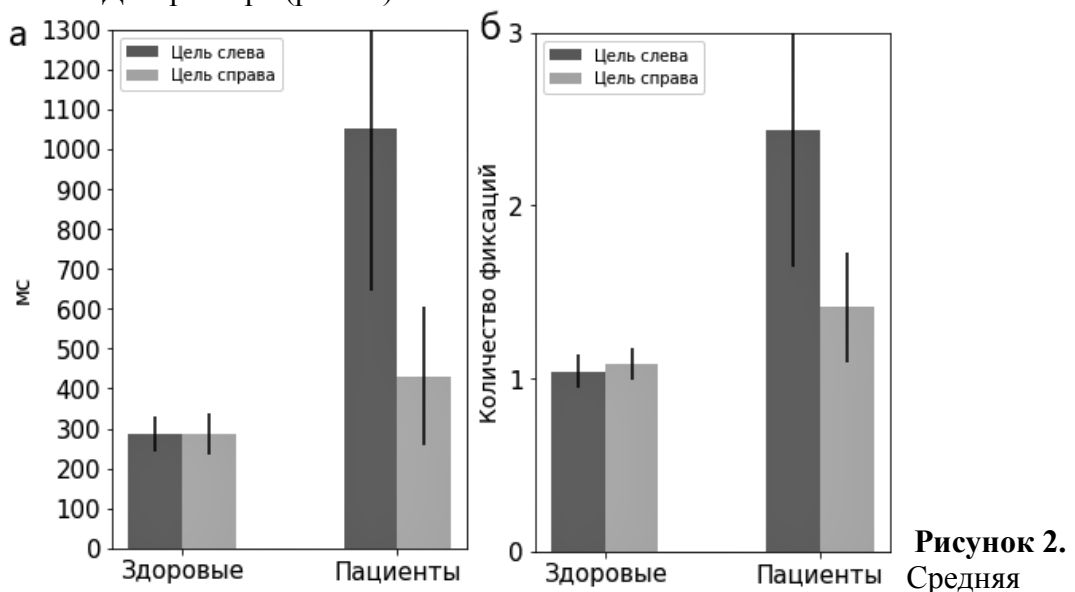 а
1300
1200
1100
1000
900
800
700
600
500
400
300
200
100
0
мс
Цель слева
Цель справа
Здоровые
Пациенты
б
3
2
1
0
Количество фиксаций
Цель слева
Цель справа
Здоровые
Пациенты
Рисунок 2.
Средняя